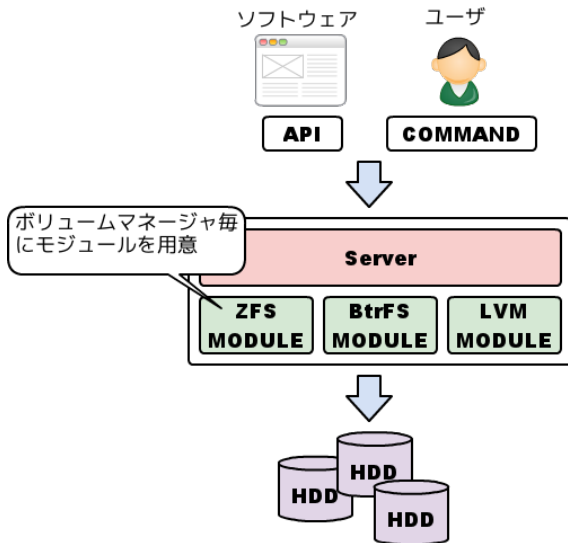 ソフトウェア
ユーザ
API
COMMAND
ボリュームマネージャ毎
にモジュールを用意
Server
ZFS
MODULE
BtrFS
MODULE
LVM
MODULE
HDD
HDD
HDD